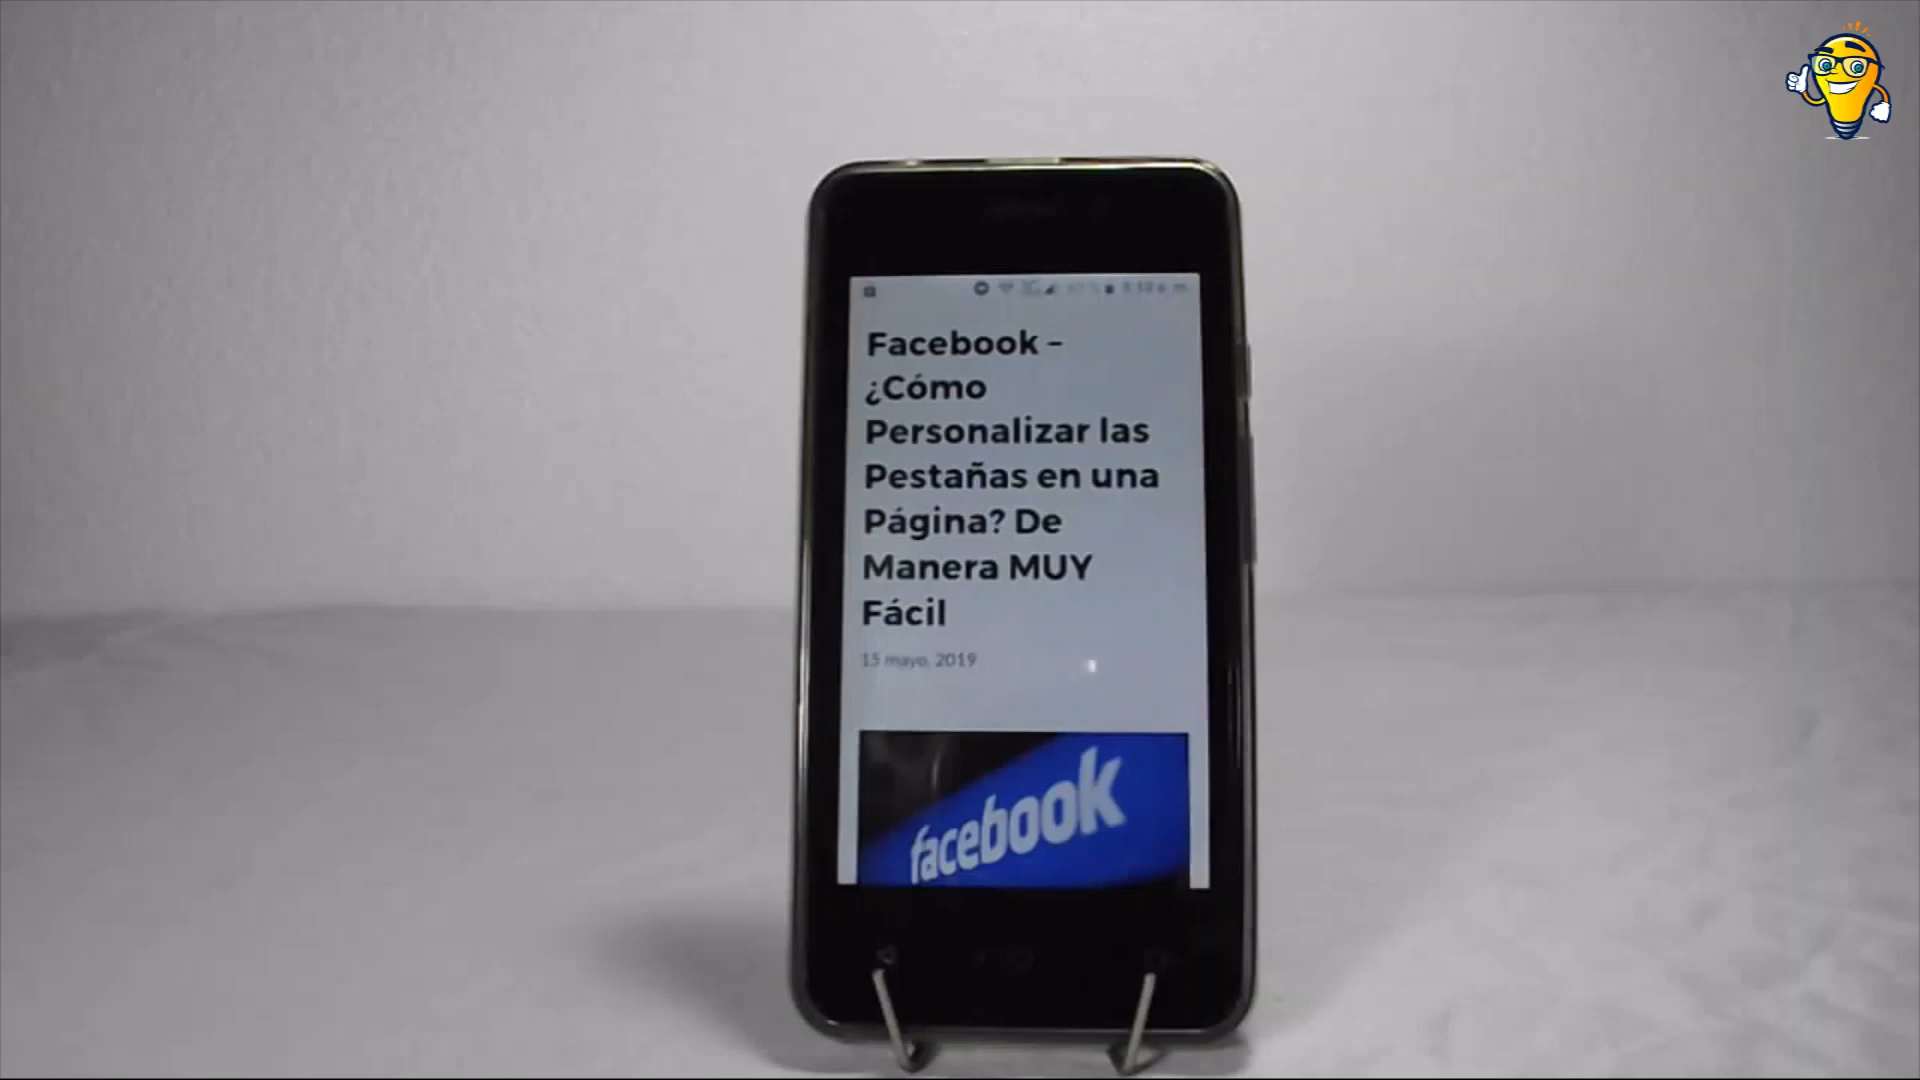 Facebook –
¿Cómo
Personalizar las
Pestañas en una
Página? De
Manera MUY
Fácil
15 mayo, 2019
facebook